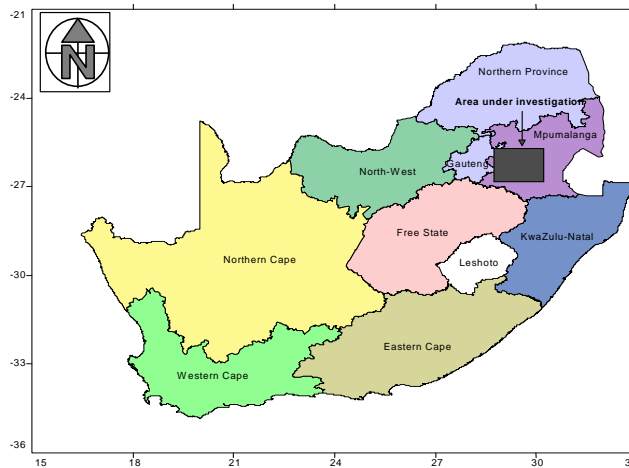 -21
N
Northern Province
-24
Area under investigation
Mpumalanga
Gauteng
North-West
-27
Free State
KwaZulu-Natal
Northern Cape
Leshoto
-30
Eastern Cape
-33
Western Cape
-36
15
18
21
24
27
30